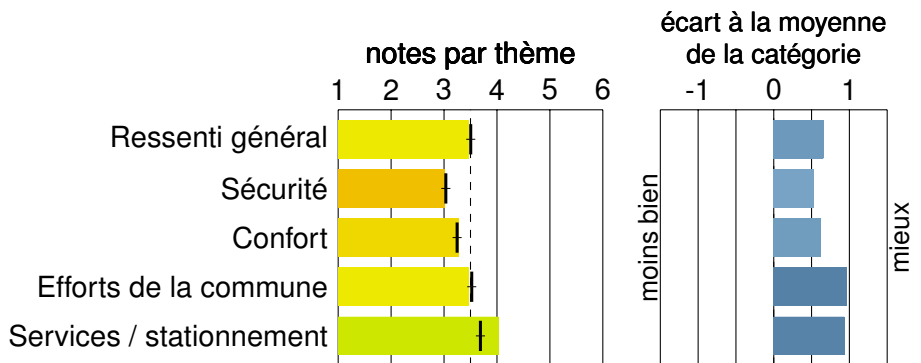 notes par thème
1 2 3 4 5 6
écart à la moyenne
de la catégorie
-1 0 1
Ressenti général
Sécurité
Confort
Efforts de la commune
Services / stationnement
moins bien
mieux